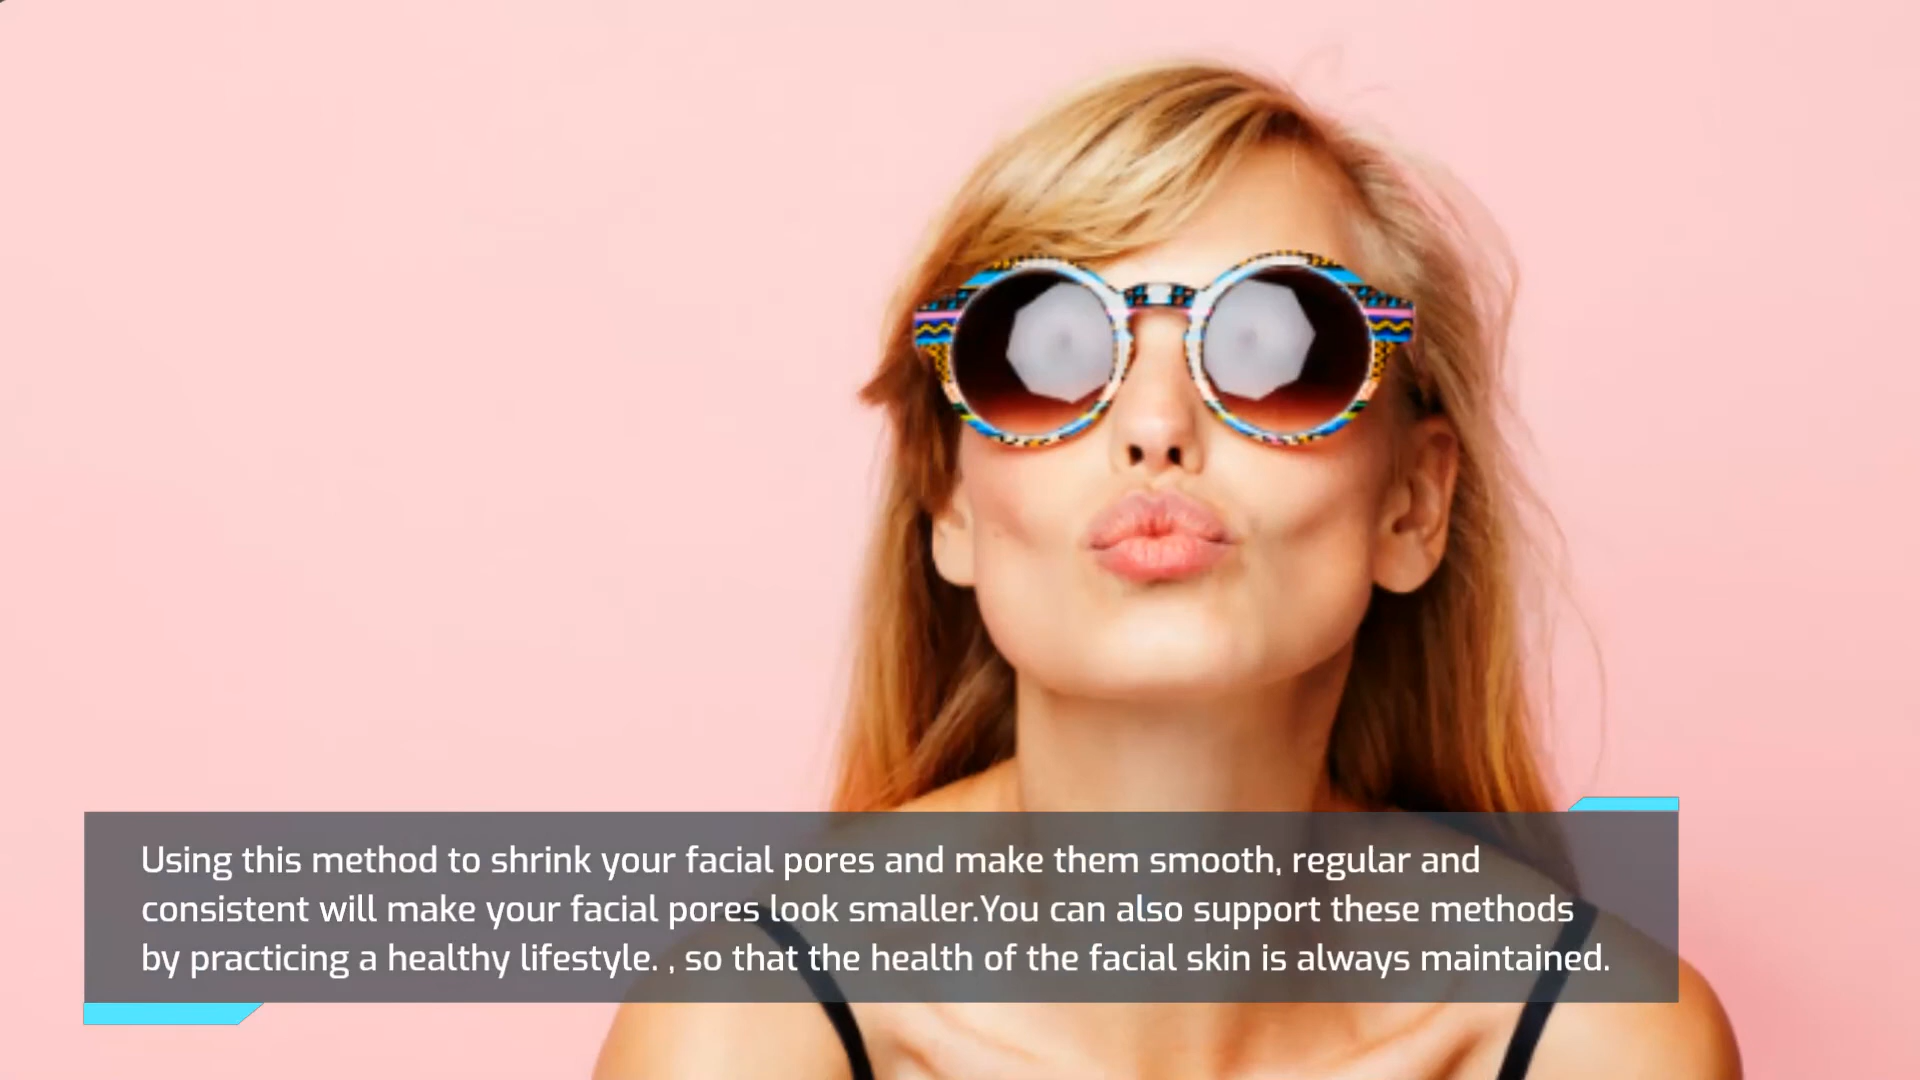 Using this method to shrink your facial pores and make them smooth, regular and
consistent will make your facial pores look smaller.You can also support these methods
by practicing a healthy lifestyle. , so that the health of the facial skin is always maintained.